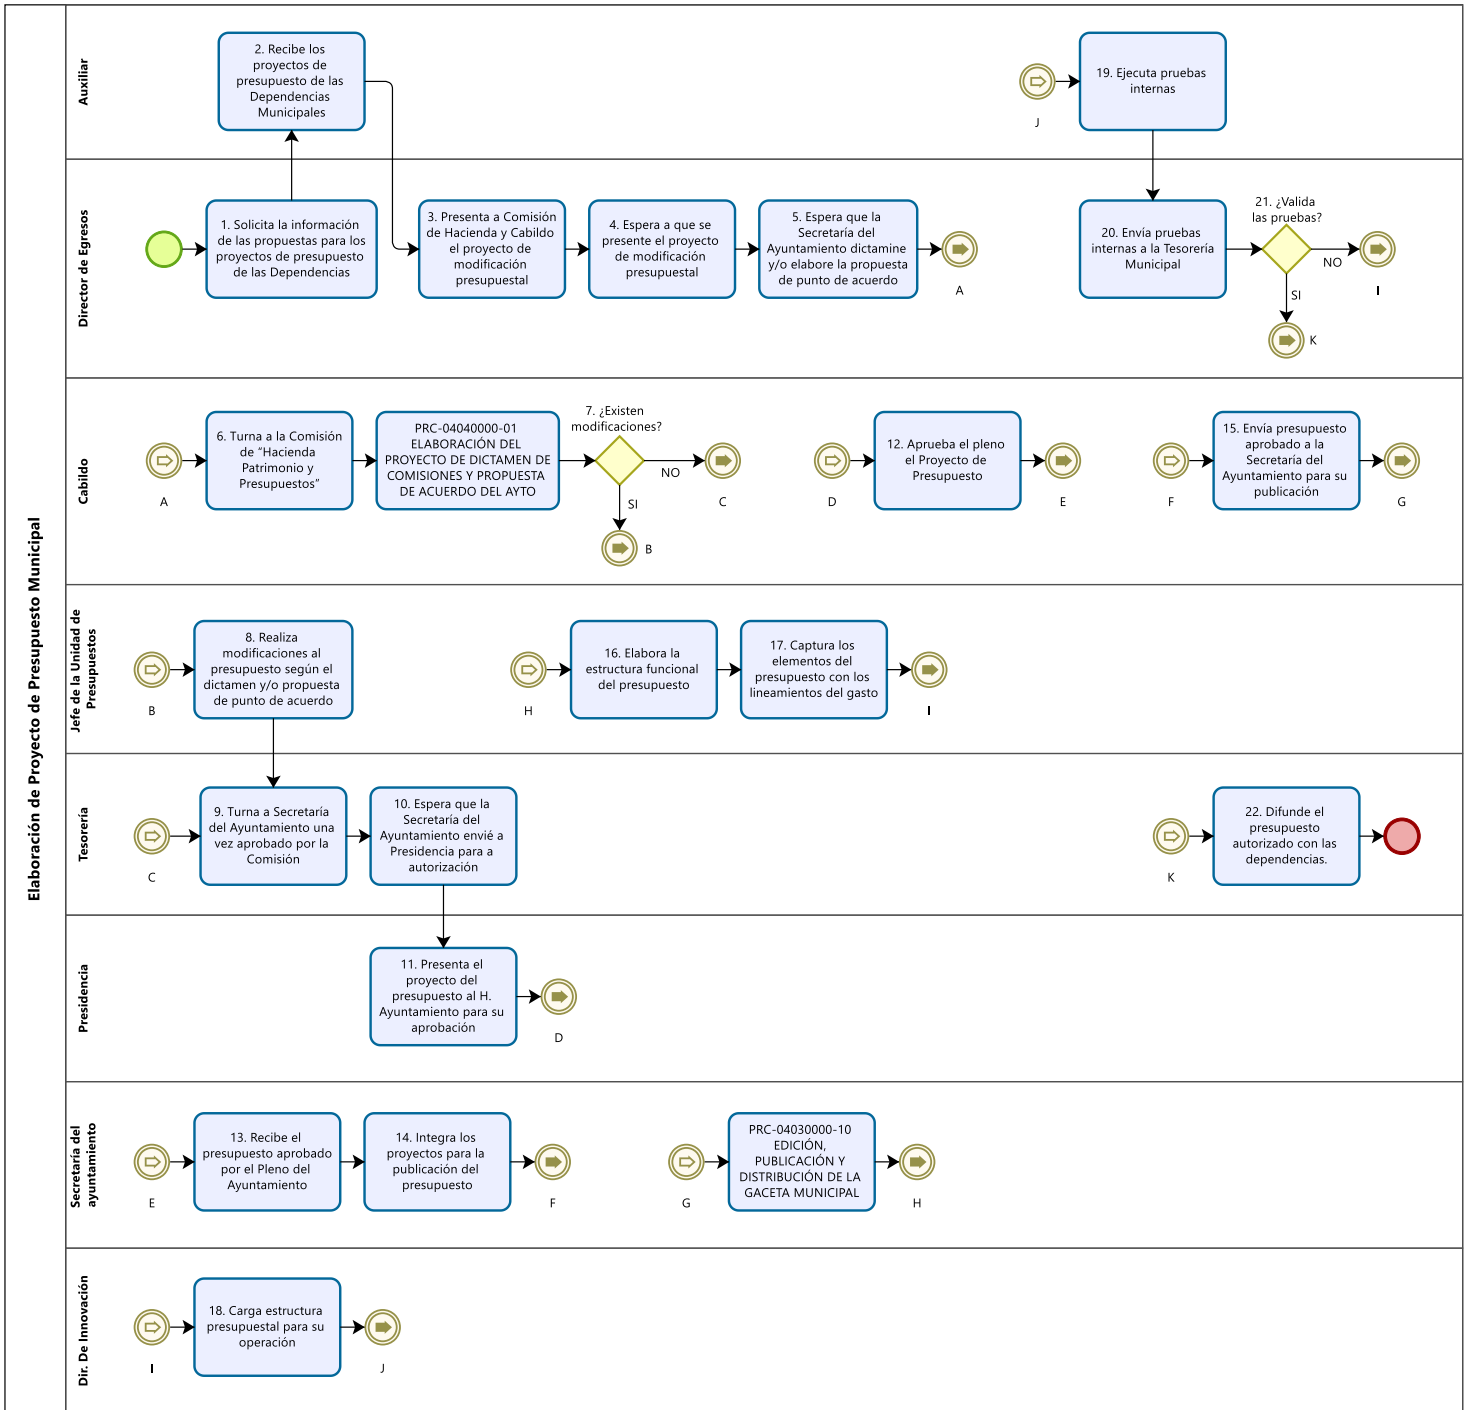 Elaboración de Proyecto de Presupuesto Municipal
Auxiliar
2. Recibe los
proyectos de
presupuesto de las
Dependencias
Municipales
J
19. Ejecuta pruebas
internas
Director de Egresos
1. Solicita la información
de las propuestas para los
proyectos de presupuesto
de las Dependencias
3. Presenta a Comisión
de Hacienda y Cabildo
el proyecto de
modificación
presupuestal
4. Espera a que se
presente el proyecto
de modificación
presupuestal
5. Espera que la
Secretaría del
Ayuntamiento dictamine
y/o elabore la propuesta
de punto de acuerdo
A
20. Envía pruebas
internas a la Tesorería
Municipal
21. ¿Valida
las pruebas?
NO
I
SI
K
Cabildo
A
6. Turna a la Comisión
de “Hacienda
Patrimonio y
Presupuestos”
PRC-04040000-01
ELABORACIÓN DEL
PROYECTO DE DICTAMEN DE
COMISIONES Y PROPUESTA
DE ACUERDO DEL AYTO
7. ¿Existen
modificaciones?
NO
C
SI
B
D
12. Aprueba el pleno
el Proyecto de
Presupuesto
E
F
15. Envía presupuesto
aprobado a la
Secretaría del
Ayuntamiento para su
publicación
G
Jefe de la Unidad de
Presupuestos
B
8. Realiza
modificaciones al
presupuesto según el
dictamen y/o propuesta
de punto de acuerdo
H
16. Elabora la
estructura funcional
del presupuesto
17. Captura los
elementos del
presupuesto con los
lineamientos del gasto
I
Tesorería
C
9. Turna a Secretaría
del Ayuntamiento una
vez aprobado por la
Comisión
10. Espera que la
Secretaría del
Ayuntamiento envié a
Presidencia para a
autorización
K
22. Difunde el
presupuesto
autorizado con las
dependencias.
Presidencia
11. Presenta el
proyecto del
presupuesto al H.
Ayuntamiento para su
aprobación
D
Secretaría del
ayuntamiento
E
13. Recibe el
presupuesto aprobado
por el Pleno del
Ayuntamiento
14. Integra los
proyectos para la
publicación del
presupuesto
F
G
PRC-04030000-10
EDICIÓN,
PUBLICACIÓN Y
DISTRIBUCIÓN DE LA
GACETA MUNICIPAL
H
Dir. De Innovación
I
18. Carga estructura
presupuestal para su
operación
J